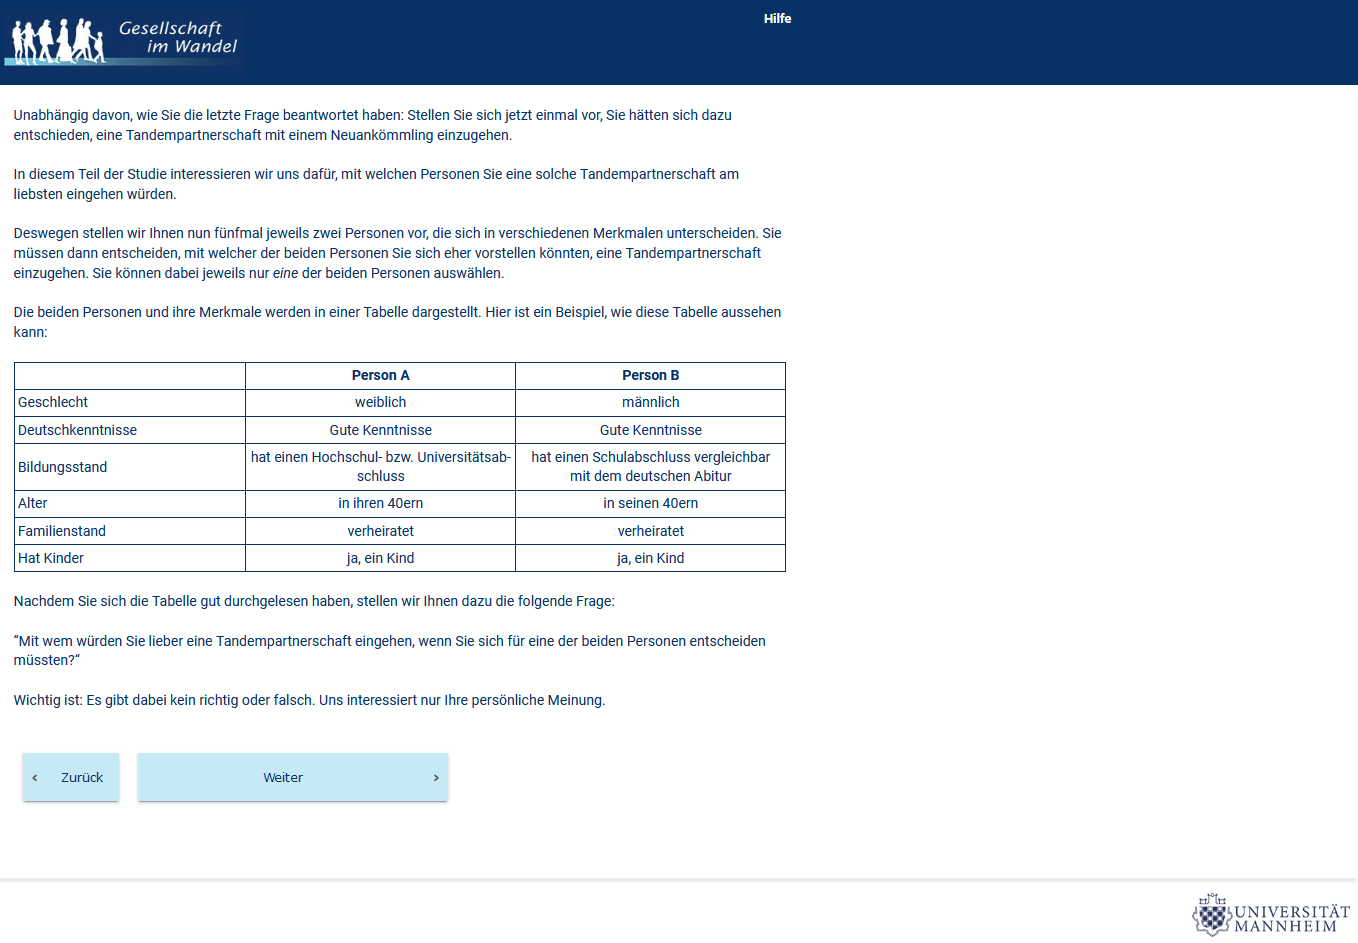 Gesellschaft
im Wandel
Hilfe
Unabhängig davon, wie Sie die letzte Frage beantwortet haben: Stellen Sie sich jetzt einmal vor, Sie hätten sich dazu
entschieden, eine Tandempartnerschaft mit einem Neuankömmling einzugehen.
In diesem Teil der Studie interessieren wir uns dafür, mit welchen Personen Sie eine solche Tandempartnerschaft am
liebsten eingehen würden.
Deswegen stellen wir Ihnen nun fünfmal jeweils zwei Personen vor, die sich in verschiedenen Merkmalen unterscheiden. Sie
müssen dann entscheiden, mit welcher der beiden Personen Sie sich eher vorstellen könnten, eine Tandempartnerschaft
einzugehen. Sie können dabei jeweils nur eine der beiden Personen auswählen.
Die beiden Personen und ihre Merkmale werden in einer Tabelle dargestellt. Hier ist ein Beispiel, wie diese Tabelle aussehen
kann:
Person A Person B
Geschlecht weiblich männlich
Deutschkenntnisse Gute Kenntnisse Gute Kenntnisse
Bildungsstand hat einen Hochschul- bzw. Universitätsab-
schluss hat einen Schulabschluss vergleichbar
mit dem deutschen Abitur
Alter in ihren 40ern in seinen 40ern
Familienstand verheiratet verheiratet
Hat Kinder ja, ein Kind ja, ein Kind
Nachdem Sie sich die Tabelle gut durchgelesen haben, stellen wir Ihnen dazu die folgende Frage:
“Mit wem würden Sie lieber eine Tandempartnerschaft eingehen, wenn Sie sich für eine der beiden Personen entscheiden
müssten?“
Wichtig ist: Es gibt dabei kein richtig oder falsch. Uns interessiert nur Ihre persönliche Meinung.
‹ Zurück Weiter ›
UNIVERSITÄT
MANNHEIM